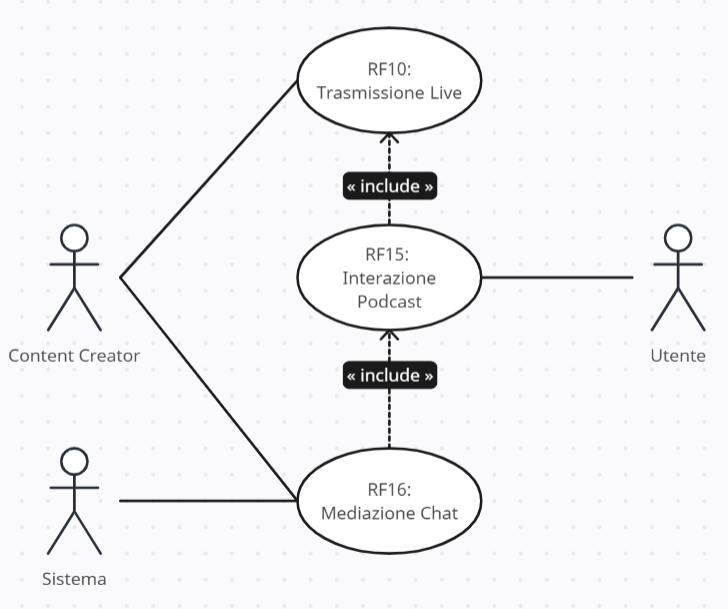 RF10:
Trasmissione Live
« include »
RF15:
Interazione
Podcast
Content Creator
Utente
« include »
RF16:
Mediazione Chat
Sistema